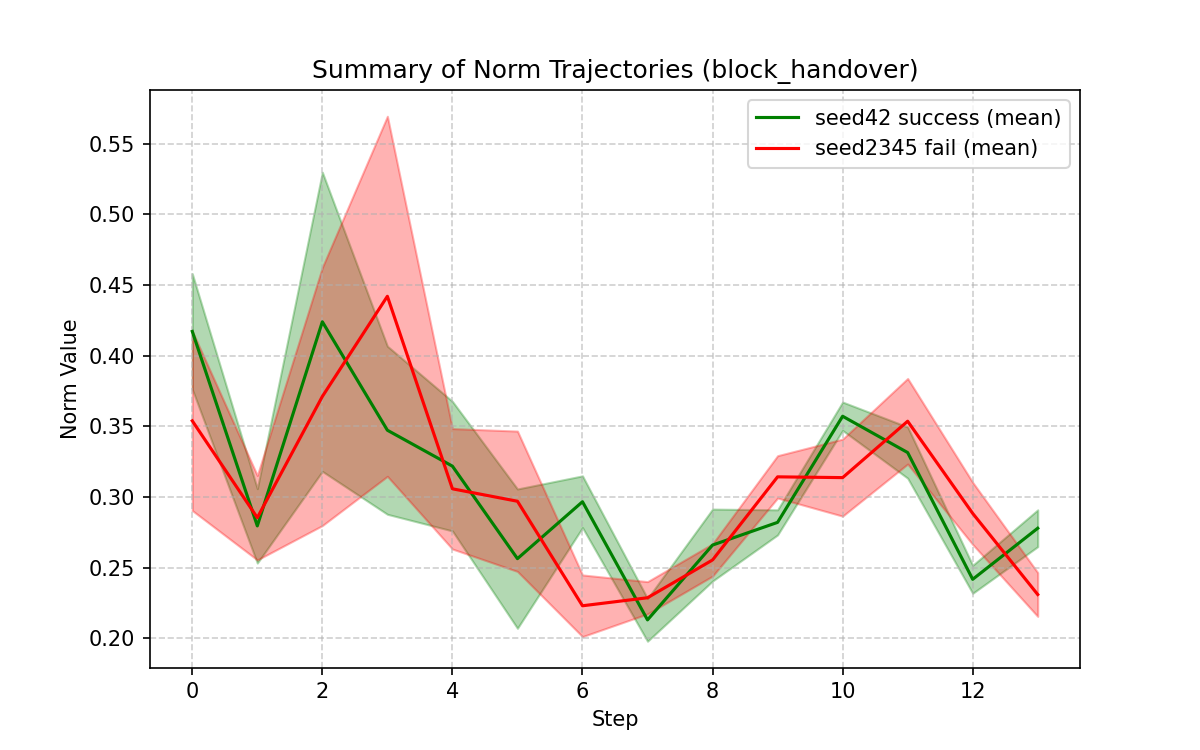 Summary of Norm Trajectories (block_handover)
seed42 success (mean)
seed2345 fail (mean)
Norm Value
0.55
0.50
0.45
0.40
0.35
0.30
0.25
0.20
0 2 4 6 8 10 12
Step